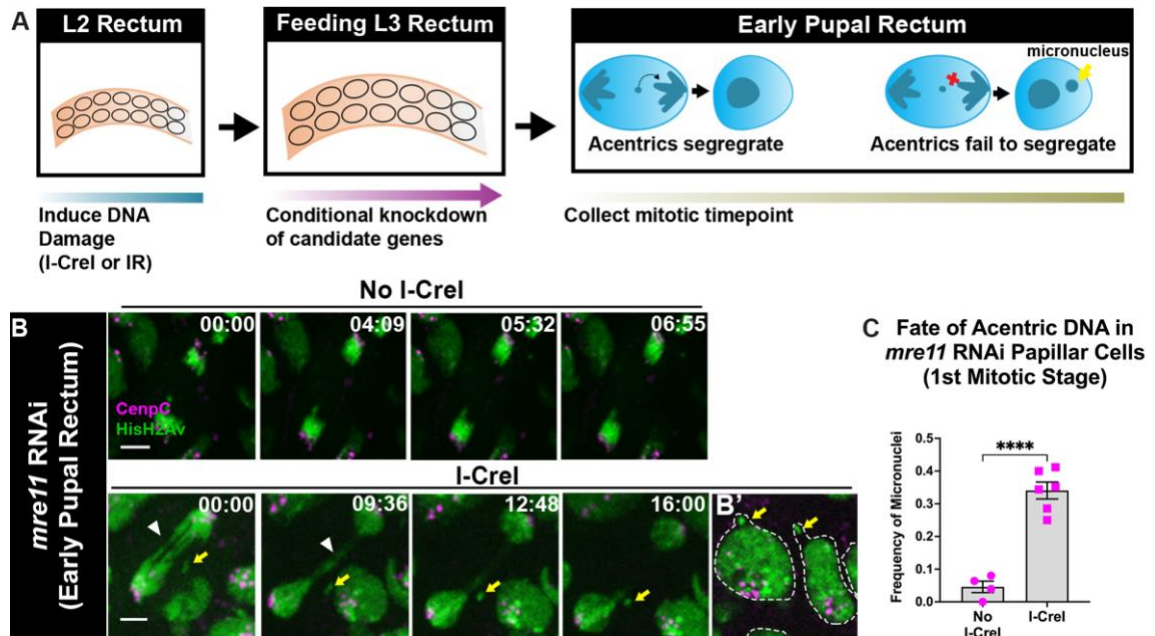 A
L2 Rectum
Feeding L3 Rectum
Early Pupal Rectum
micronucleus
Acentrics segregrate
Acentrics fail to segregate
Induce DNA
Damage
(I-CreI or IR)
Conditional knockdown
of candidate genes
Collect mitotic timepoint
No I-CreI
B
mre11 RNAi
(Early Pupal Rectum)
00:00
04:09
05:32
06:55
CenpC
HisH2Av
I-CreI
00:00
09:36
12:48
16:00
B'
C
Fate of Acentric DNA in
mre11 RNAi Papillar Cells
(1st Mitotic Stage)
Frequency of Micronuclei
0.5
0.4
0.3
0.2
0.1
0.0
****
No
I-CreI
I-CreI